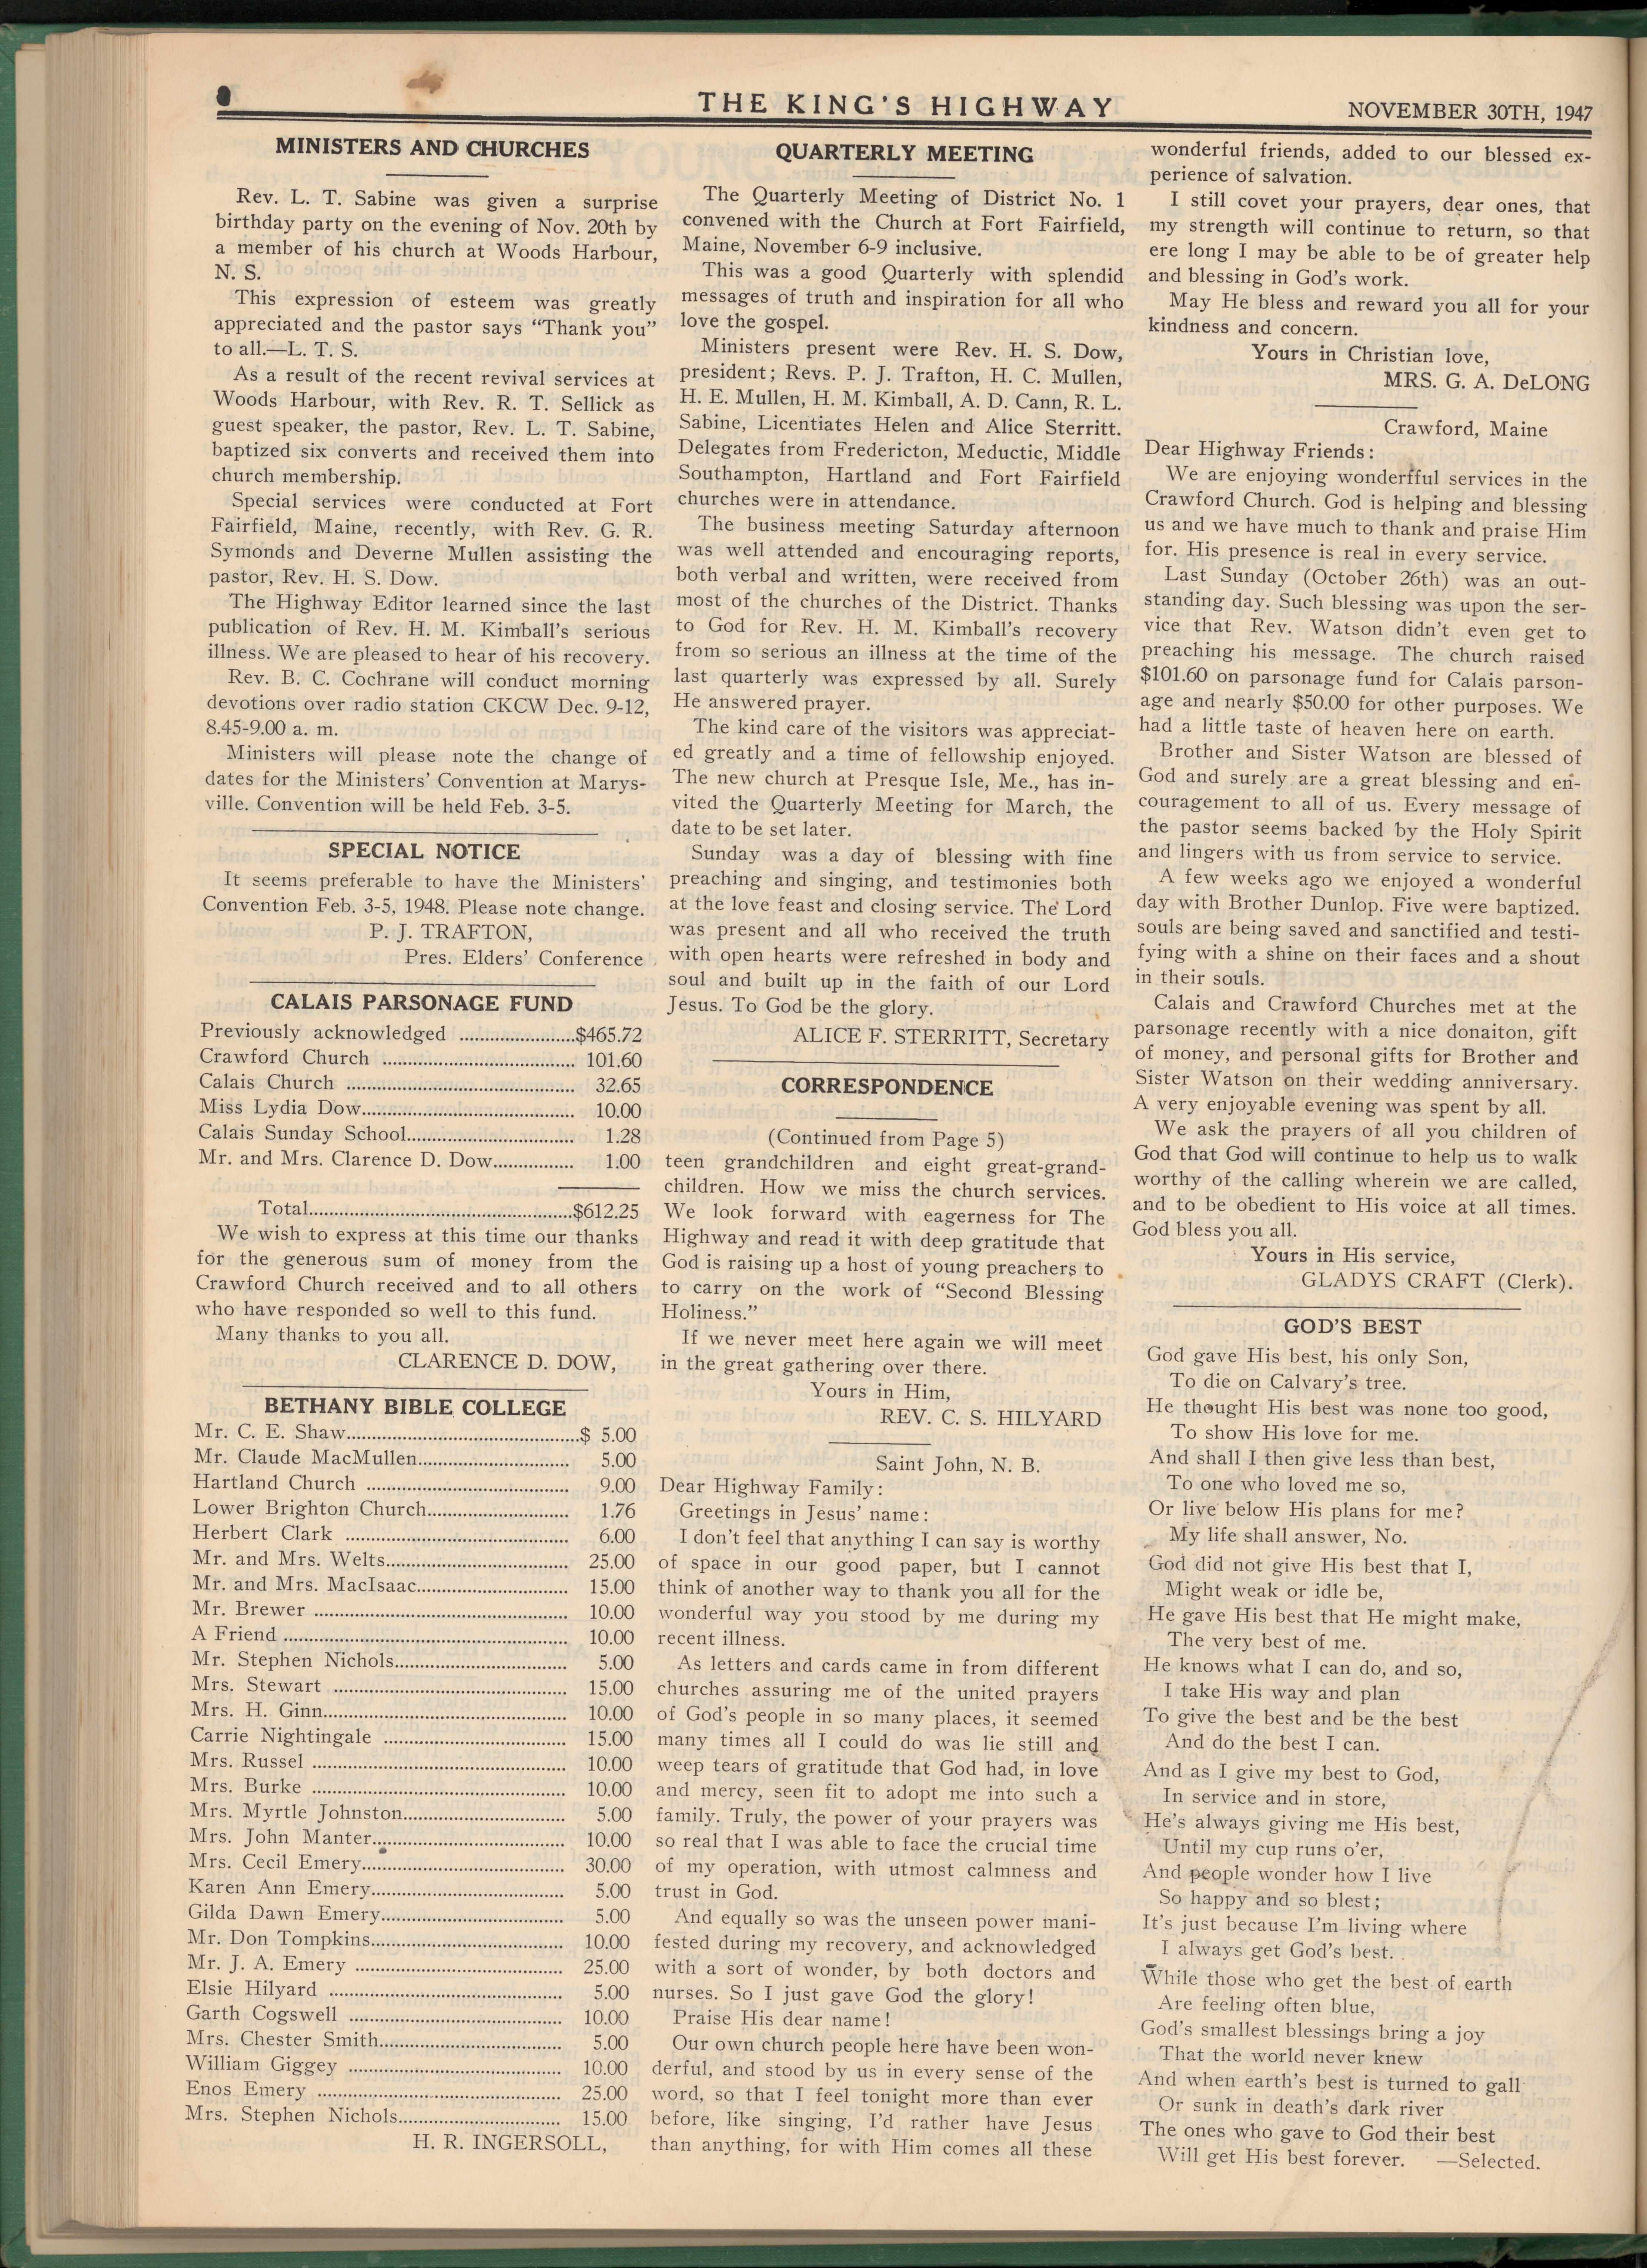 THE KING'S HIGHWAY
NOVEMBER 30TH, 1947
MINISTERS AND CHURCHES
Rev. L. T. Sabine was given a surprise
birthday party on the evening of Nov. 20th by
a member of his church at Woods Harbour,
N. S.
This expression of esteem was greatly
appreciated and the pastor says “Thank you”
to all.—L. T. S.
As a result of the recent revival services at
Woods Harbour, with Rev. R. T. Sellick as
guest speaker, the pastor, Rev. L. T. Sabine,
baptized six converts and received them into
church membership.
Special services were conducted at Fort
Fairfield, Maine, recently, with Rev. G. R.
Symonds and Deverne Mullen assisting the
pastor, Rev. H. S. Dow.
The Highway Editor learned since the last
publication of Rev. H. M. Kimball's serious
illness. We are pleased to hear of his recovery.
Rev. B. C. Cochrane will conduct morning
devotions over radio station CKCW Dec. 9-12,
8.45-9.00 a. m.
Ministers will please note the change of
dates for the Ministers' Convention at Marys-
ville. Convention will be held Feb. 3-5.
SPECIAL NOTICE
It seems preferable to have the Ministers'
Convention Feb. 3-5, 1948. Please note change.
P. J. TRAFTON,
Pres. Elders' Conference
CALAIS PARSONAGE FUND
Previously acknowledged .......................$465.72
Crawford Church ...................................... 101.60
Calais Church ............................................. 32.65
Miss Lydia Dow.......................................... 10.00
Calais Sunday School................................. 1.28
Mr. and Mrs. Clarence D. Dow................ 1.00
Total....................................................$612.25
We wish to express at this time our thanks
for the generous sum of money from the
Crawford Church received and to all others
who have responded so well to this fund.
Many thanks to you all.
CLARENCE D. DOW,
BETHANY BIBLE COLLEGE
Mr. C. E. Shaw..............................................$ 5.00
Mr. Claude MacMullen.............................. 5.00
Hartland Church ........................................ 9.00
Lower Brighton Church............................ 1.76
Herbert Clark ............................................ 6.00
Mr. and Mrs. Welts.................................... 25.00
Mr. and Mrs. MacIsaac.............................. 15.00
Mr. Brewer .................................................. 10.00
A Friend ........................................................ 10.00
Mr. Stephen Nichols.................................. 5.00
Mrs. Stewart .............................................. 15.00
Mrs. H. Ginn................................................ 10.00
Carrie Nightingale .................................... 15.00
Mrs. Russel .................................................. 10.00
Mrs. Burke .................................................. 10.00
Mrs. Myrtle Johnston................................ 5.00
Mrs. John Manter...................................... 10.00
Mrs. Cecil Emery........................................ 30.00
Karen Ann Emery...................................... 5.00
Gilda Dawn Emery.................................... 5.00
Mr. Don Tompkins...................................... 10.00
Mr. J. A. Emery ......................................... 25.00
Elsie Hilyard .............................................. 5.00
Garth Cogswell .......................................... 10.00
Mrs. Chester Smith.................................... 5.00
William Giggey .......................................... 10.00
Enos Emery ................................................ 25.00
Mrs. Stephen Nichols................................ 15.00
H. R. INGERSOLL,
QUARTERLY MEETING
The Quarterly Meeting of District No. 1
convened with the Church at Fort Fairfield,
Maine, November 6-9 inclusive.
This was a good Quarterly with splendid
messages of truth and inspiration for all who
love the gospel.
Ministers present were Rev. H. S. Dow,
president; Revs. P. J. Trafton, H. C. Mullen,
H. E. Mullen, H. M. Kimball, A. D. Cann, R. L.
Sabine, Licentiates Helen and Alice Sterritt.
Delegates from Fredericton, Meductic, Middle
Southampton, Hartland and Fort Fairfield
churches were in attendance.
The business meeting Saturday afternoon
was well attended and encouraging reports,
both verbal and written, were received from
most of the churches of the District. Thanks
to God for Rev. H. M. Kimball's recovery
from so serious an illness at the time of the
last quarterly was expressed by all. Surely
He answered prayer.
The kind care of the visitors was appreciat-
ed greatly and a time of fellowship enjoyed.
The new church at Presque Isle, Me., has in-
vited the Quarterly Meeting for March, the
date to be set later.
Sunday was a day of blessing with fine
preaching and singing, and testimonies both
at the love feast and closing service. The Lord
was present and all who received the truth
with open hearts were refreshed in body and
soul and built up in the faith of our Lord
Jesus. To God be the glory.
ALICE F. STERRITT, Secretary
CORRESPONDENCE
(Continued from Page 5)
teen grandchildren and eight great-grand-
children. How we miss the church services.
We look forward with eagerness for The
Highway and read it with deep gratitude that
God is raising up a host of young preachers to
to carry on the work of “Second Blessing
Holiness.”
If we never meet here again we will meet
in the great gathering over there.
Yours in Him,
REV. C. S. HILYARD
Saint John, N. B.
Dear Highway Family:
Greetings in Jesus' name:
I don't feel that anything I can say is worthy
of space in our good paper, but I cannot
think of another way to thank you all for the
wonderful way you stood by me during my
recent illness.
As letters and cards came in from different
churches assuring me of the united prayers
of God's people in so many places, it seemed
many times all I could do was lie still and
weep tears of gratitude that God had, in love
and mercy, seen fit to adopt me into such a
family. Truly, the power of your prayers was
so real that I was able to face the crucial time
of my operation, with utmost calmness and
trust in God.
And equally so was the unseen power mani-
fested during my recovery, and acknowledged
with a sort of wonder, by both doctors and
nurses. So I just gave God the glory!
Praise His dear name!
Our own church people here have been won-
derful, and stood by us in every sense of the
word, so that I feel tonight more than ever
before, like singing, I'd rather have Jesus
than anything, for with Him comes all these
wonderful friends, added to our blessed ex-
perience of salvation.
I still covet your prayers, dear ones, that
my strength will continue to return, so that
ere long I may be able to be of greater help
and blessing in God's work.
May He bless and reward you all for your
kindness and concern.
Yours in Christian love,
MRS. G. A. DeLONG
Crawford, Maine
Dear Highway Friends:
We are enjoying wonderfful services in the
Crawford Church. God is helping and blessing
us and we have much to thank and praise Him
for. His presence is real in every service.
Last Sunday (October 26th) was an out-
standing day. Such blessing was upon the ser-
vice that Rev. Watson didn't even get to
preaching his message. The church raised
$101.60 on parsonage fund for Calais parson-
age and nearly $50.00 for other purposes. We
had a little taste of heaven here on earth.
Brother and Sister Watson are blessed of
God and surely are a great blessing and en-
couragement to all of us. Every message of
the pastor seems backed by the Holy Spirit
and lingers with us from service to service.
A few weeks ago we enjoyed a wonderful
day with Brother Dunlop. Five were baptized.
souls are being saved and sanctified and testi-
fying with a shine on their faces and a shout
in their souls.
Calais and Crawford Churches met at the
parsonage recently with a nice donaiton, gift
of money, and personal gifts for Brother and
Sister Watson on their wedding anniversary.
A very enjoyable evening was spent by all.
We ask the prayers of all you children of
God that God will continue to help us to walk
worthy of the calling wherein we are called,
and to be obedient to His voice at all times.
God bless you all.
Yours in His service,
GLADYS CRAFT (Clerk).
GOD'S BEST
God gave His best, his only Son,
To die on Calvary's tree.
He thought His best was none too good,
To show His love for me.
And shall I then give less than best,
To one who loved me so,
Or live below His plans for me?
My life shall answer, No.
God did not give His best that I,
Might weak or idle be,
He gave His best that He might make,
The very best of me.
He knows what I can do, and so,
I take His way and plan
To give the best and be the best
And do the best I can.
And as I give my best to God,
In service and in store,
He's always giving me His best,
Until my cup runs o'er,
And people wonder how I live
So happy and so blest;
It's just because I'm living where
I always get God's best.
While those who get the best of earth
Are feeling often blue,
God's smallest blessings bring a joy
That the world never knew
And when earth's best is turned to gall
Or sunk in death's dark river
The ones who gave to God their best
Will get His best forever. —Selected.